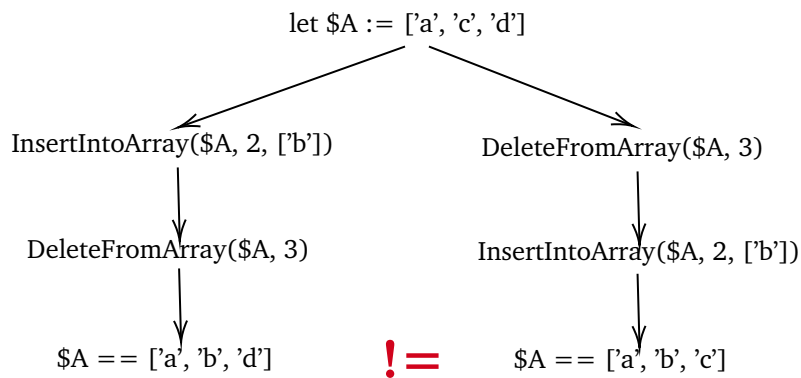 let $A := ['a', 'c', 'd']
InsertIntoArray($A, 2, ['b'])
DeleteFromArray($A, 3)
DeleteFromArray($A, 3)
InsertIntoArray($A, 2, ['b'])
$A == ['a', 'b', 'd']
!=
$A == ['a', 'b', 'c']